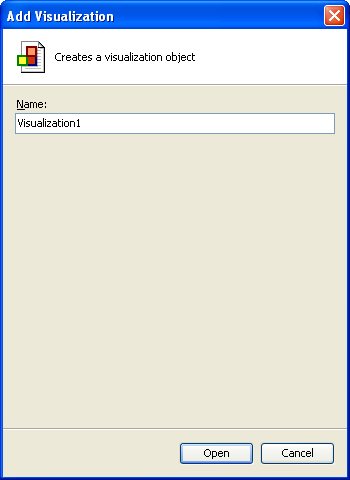 Add Visualization
Creates a visualization object
Name:
Visualization1
Open Cancel